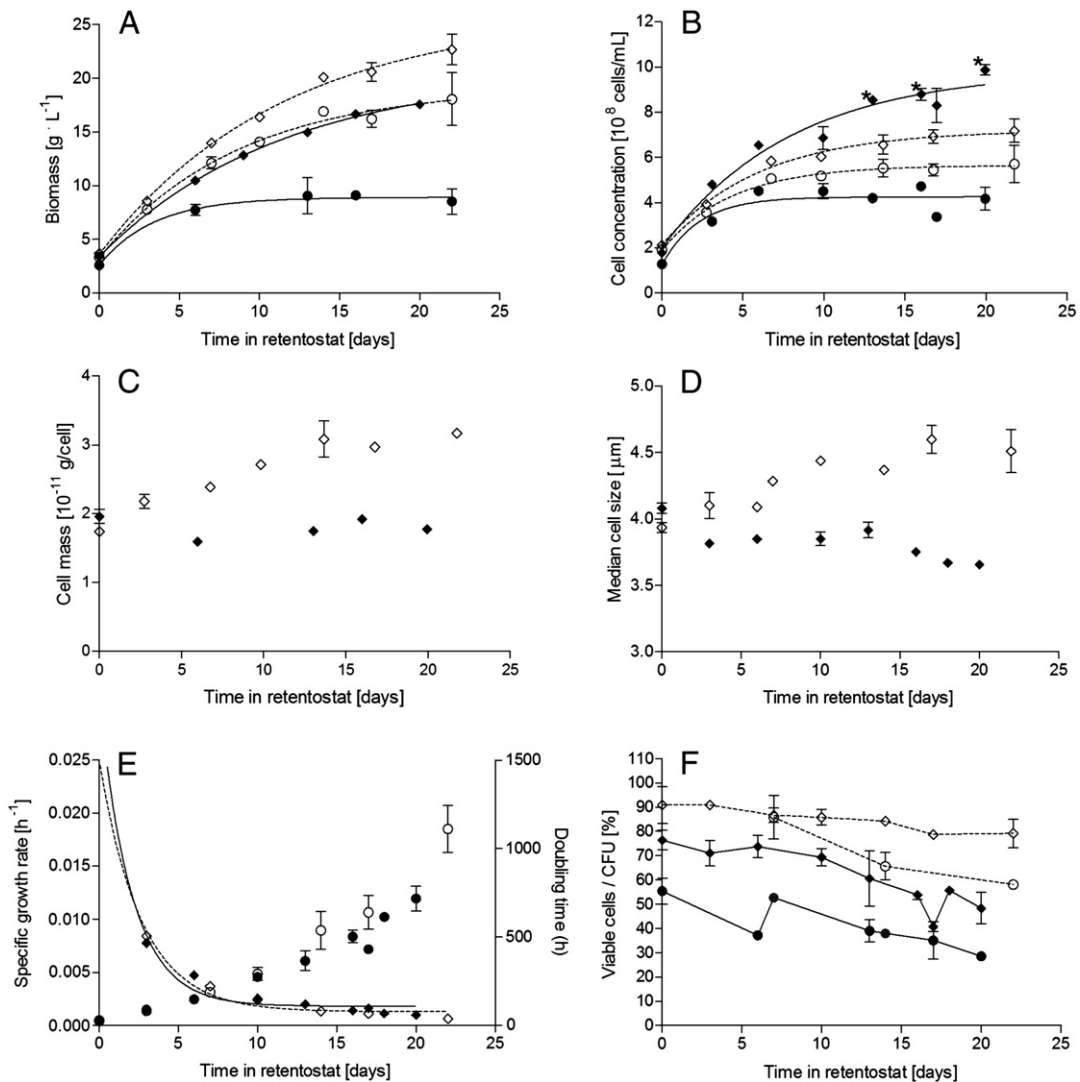 A
Biomass [g · L⁻¹]
25
20
15
10
5
0
0 5 10 15 20 25
Time in retentostat [days]
B
Cell concentration [10⁸ cells/mL]
12
10
8
6
4
2
0
* * *
0 5 10 15 20 25
Time in retentostat [days]
C
Cell mass [10⁻¹¹ g/cell]
4
3
2
1
0
0 5 10 15 20 25
Time in retentostat [days]
D
Median cell size [ μm]
5.0
4.5
4.0
3.5
3.0
0 5 10 15 20 25
Time in retentostat [days]
E
Specific growth rate [h⁻¹]
0.025
0.020
0.015
0.010
0.005
0.000
1500
1000
500
0
Doubling time (h)
0 5 10 15 20 25
Time in retentostat [days]
F
Viable cells / CFU [%]
110
100
90
80
70
60
50
40
30
20
10
0
0 5 10 15 20 25
Time in retentostat [days]